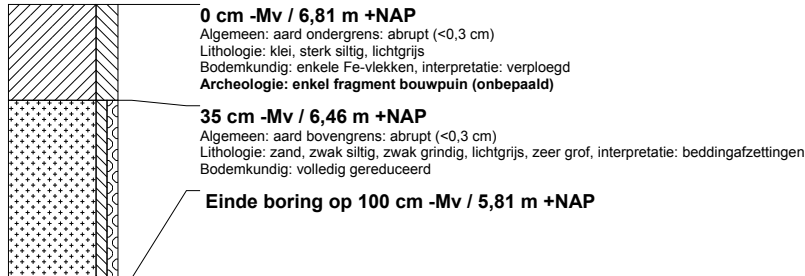 0 cm -Mv / 6,81 m +NAP
Algemeen: aard ondergrens: abrupt (<0,3 cm)
Lithologie: klei, sterk siltig, lichtgrijs
Bodemkundig: enkele Fe-vlekken, interpretatie: verploegd
Archeologie: enkel fragment bouwpuin (onbepaald)
35 cm -Mv / 6,46 m +NAP
Algemeen: aard bovengrens: abrupt (<0,3 cm)
Lithologie: zand, zwak siltig, zwak grindig, lichtgrijs, zeer grof, interpretatie: beddingafzettingen
Bodemkundig: volledig gereduceerd
Einde boring op 100 cm -Mv / 5,81 m +NAP